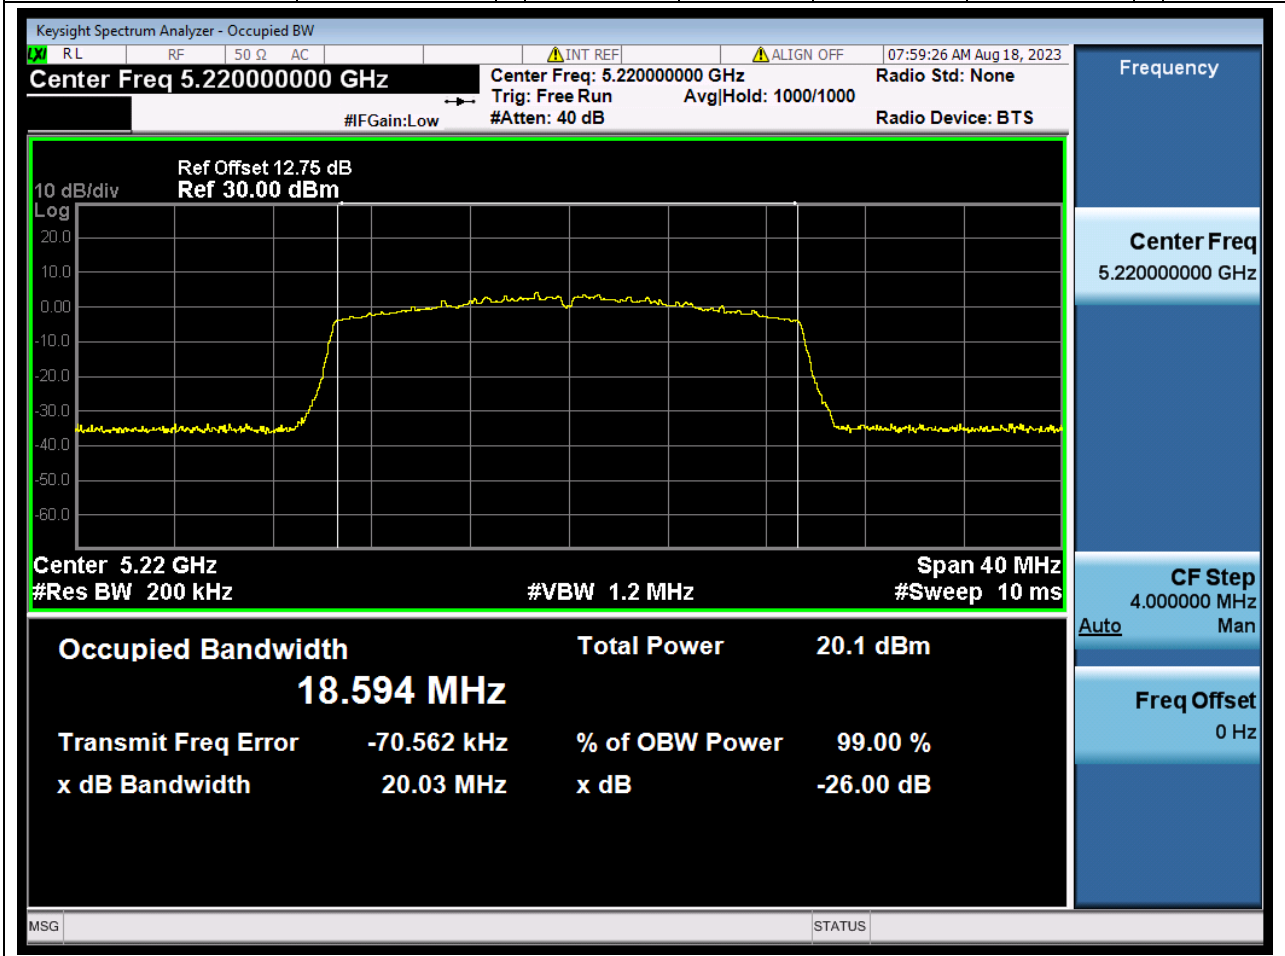 Keysight Spectrum Analyzer - Occupied BW
LXI RL RF 50 Ω AC INT REF ALIGN OFF 07:59:26 AM Aug 18, 2023
Center Freq 5.220000000 GHz
Center Freq: 5.220000000 GHz
Radio Std: None
Trig: Free Run Avg|Hold: 1000/1000
#IFGain:Low #Atten: 40 dB
Radio Device: BTS
Ref Offset 12.75 dB
10 dB/div Ref 30.00 dBm
Log
20.0
10.0
0.00
-10.0
-20.0
-30.0
-40.0
-50.0
-60.0
Center 5.22 GHz Span 40 MHz
#Res BW 200 kHz #VBW 1.2 MHz #Sweep 10 ms
Occupied Bandwidth Total Power 20.1 dBm
18.594 MHz
Transmit Freq Error -70.562 kHz % of OBW Power 99.00 %
x dB Bandwidth 20.03 MHz x dB -26.00 dB
Frequency
Center Freq
5.220000000 GHz
CF Step
4.000000 MHz
Auto Man
Freq Offset
0 Hz
MSG STATUS